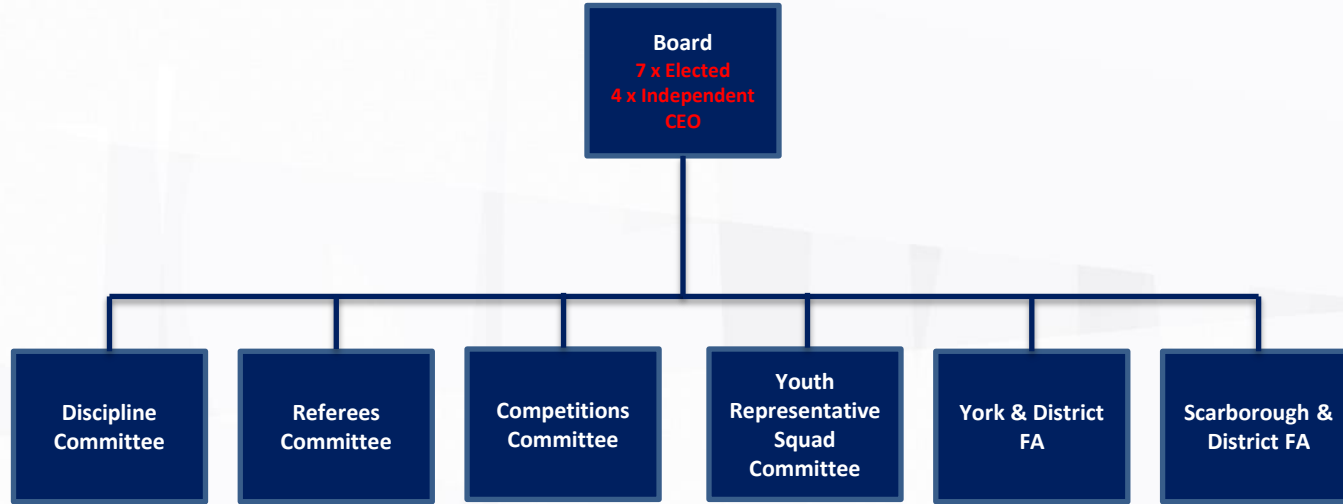 Board
7 x Elected
4 x Independent
CEO
Discipline
Committee
Referees
Committee
Competitions
Committee
Youth
Representative
Squad
Committee
York & District
FA
Scarborough &
District FA